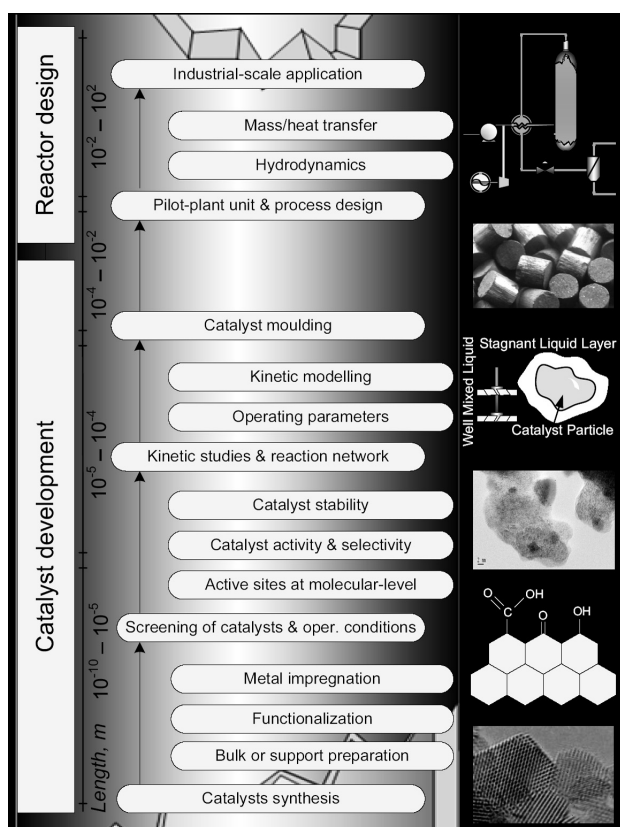 Reactor design
Catalyst development
10⁻² – 10²
10⁻⁴ – 10⁻²
10⁻⁵ – 10⁻⁴
10⁻¹⁰ – 10⁻⁵
Length, m
Industrial-scale application
Mass/heat transfer
Hydrodynamics
Pilot-plant unit & process design
Catalyst moulding
Kinetic modelling
Operating parameters
Kinetic studies & reaction network
Catalyst stability
Catalyst activity & selectivity
Active sites at molecular-level
Screening of catalysts & oper. conditions
Metal impregnation
Functionalization
Bulk or support preparation
Catalysts synthesis
Stagnant Liquid Layer
Well Mixed Liquid
Catalyst Particle
O
OH
C
O
OH